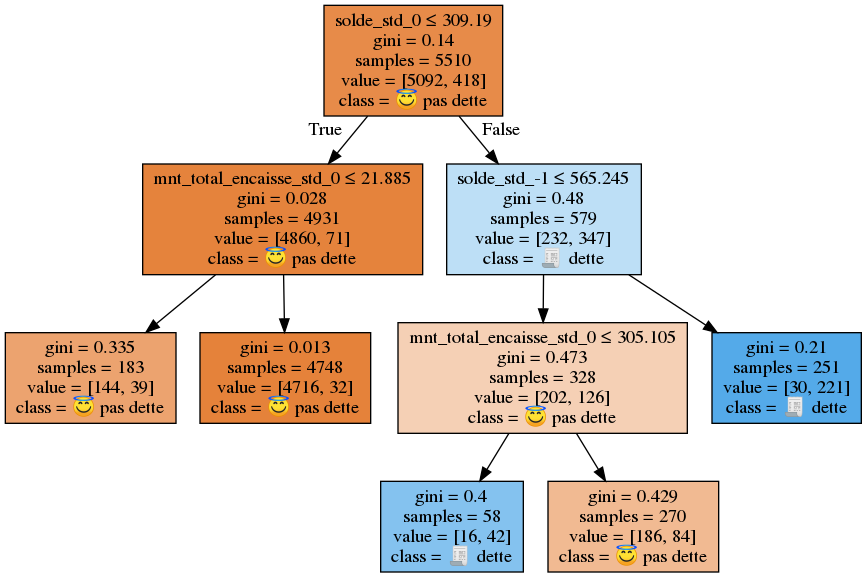 solde_std_0 ≤ 309.19
gini = 0.14
samples = 5510
value = [5092, 418]
class = 😇 pas dette
True
False
mnt_total_encaisse_std_0 ≤ 21.885
gini = 0.028
samples = 4931
value = [4860, 71]
class = 😇 pas dette
solde_std_-1 ≤ 565.245
gini = 0.48
samples = 579
value = [232, 347]
class = 🧾 dette
gini = 0.335
samples = 183
value = [144, 39]
class = 😇 pas dette
gini = 0.013
samples = 4748
value = [4716, 32]
class = 😇 pas dette
mnt_total_encaisse_std_0 ≤ 305.105
gini = 0.473
samples = 328
value = [202, 126]
class = 😇 pas dette
gini = 0.21
samples = 251
value = [30, 221]
class = 🧾 dette
gini = 0.4
samples = 58
value = [16, 42]
class = 🧾 dette
gini = 0.429
samples = 270
value = [186, 84]
class = 😇 pas dette